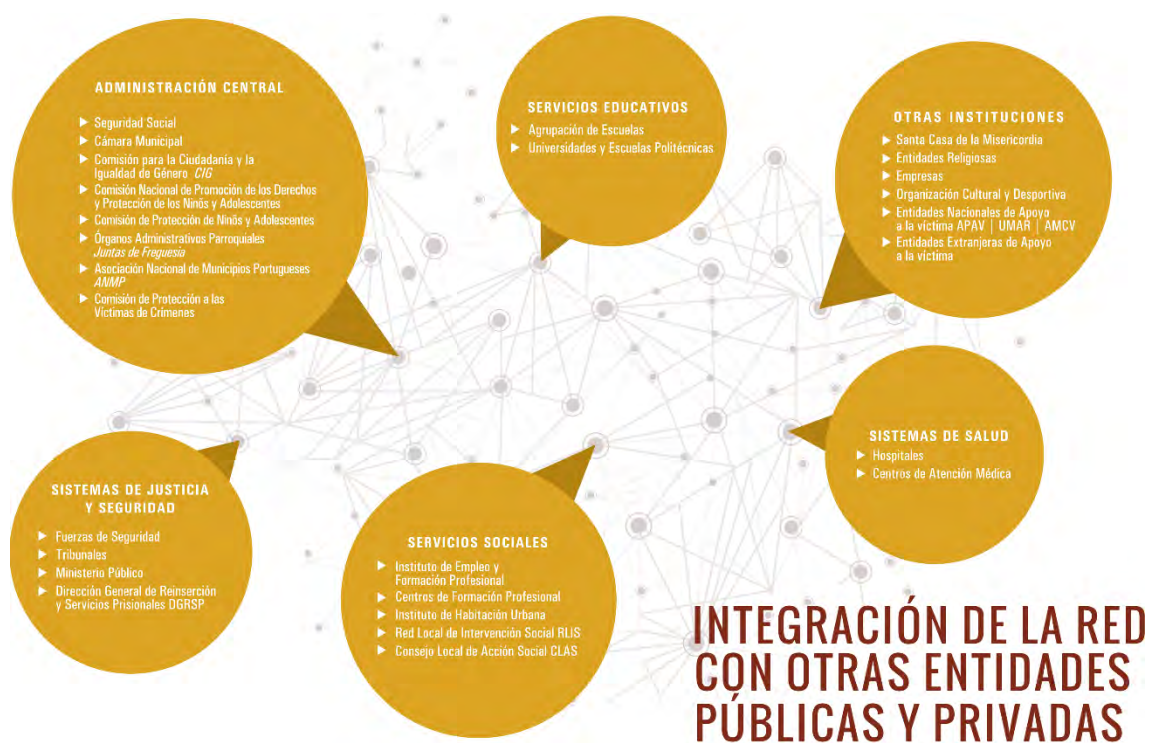 ADMINISTRACIÓN CENTRAL
▶ Seguridad Social
▶ Cámara Municipal
▶ Comisión para la Ciudadanía y la
Igualdad de Género CIG
▶ Comisión Nacional de Promoción de los Derechos
y Protección de los Ninõs y Adolescentes
▶ Comisión de Protección de Ninõs y Adolescentes
▶ Órganos Administrativos Parroquiales
Juntas de Freguesia
▶ Asociación Nacional de Municipios Portugueses
ANMP
▶ Comisión de Protección a las
Víctimas de Crímenes
SERVICIOS EDUCATIVOS
▶ Agrupación de Escuelas
▶ Universidades y Escuelas Politécnicas
OTRAS INSTITUCIONES
▶ Santa Casa de la Misericordia
▶ Entidades Religiosas
▶ Empresas
▶ Organización Cultural y Desportiva
▶ Entidades Nacionales de Apoyo
a la víctima APAV | UMAR | AMCV
▶ Entidades Extranjeras de Apoyo
a la víctima
SISTEMAS DE JUSTICIA
Y SEGURIDAD
▶ Fuerzas de Seguridad
▶ Tribunales
▶ Ministerio Público
▶ Dirección General de Reinserción
y Servicios Prisionales DGRSP
SERVICIOS SOCIALES
▶ Instituto de Empleo y
Formación Profesional
▶ Centros de Formación Profesional
▶ Instituto de Habitación Urbana
▶ Red Local de Intervención Social RLIS
▶ Consejo Local de Acción Social CLAS
SISTEMAS DE SALUD
▶ Hospitales
▶ Centros de Atención Médica
INTEGRACIÓN DE LA RED
CON OTRAS ENTIDADES
PÚBLICAS Y PRIVADAS